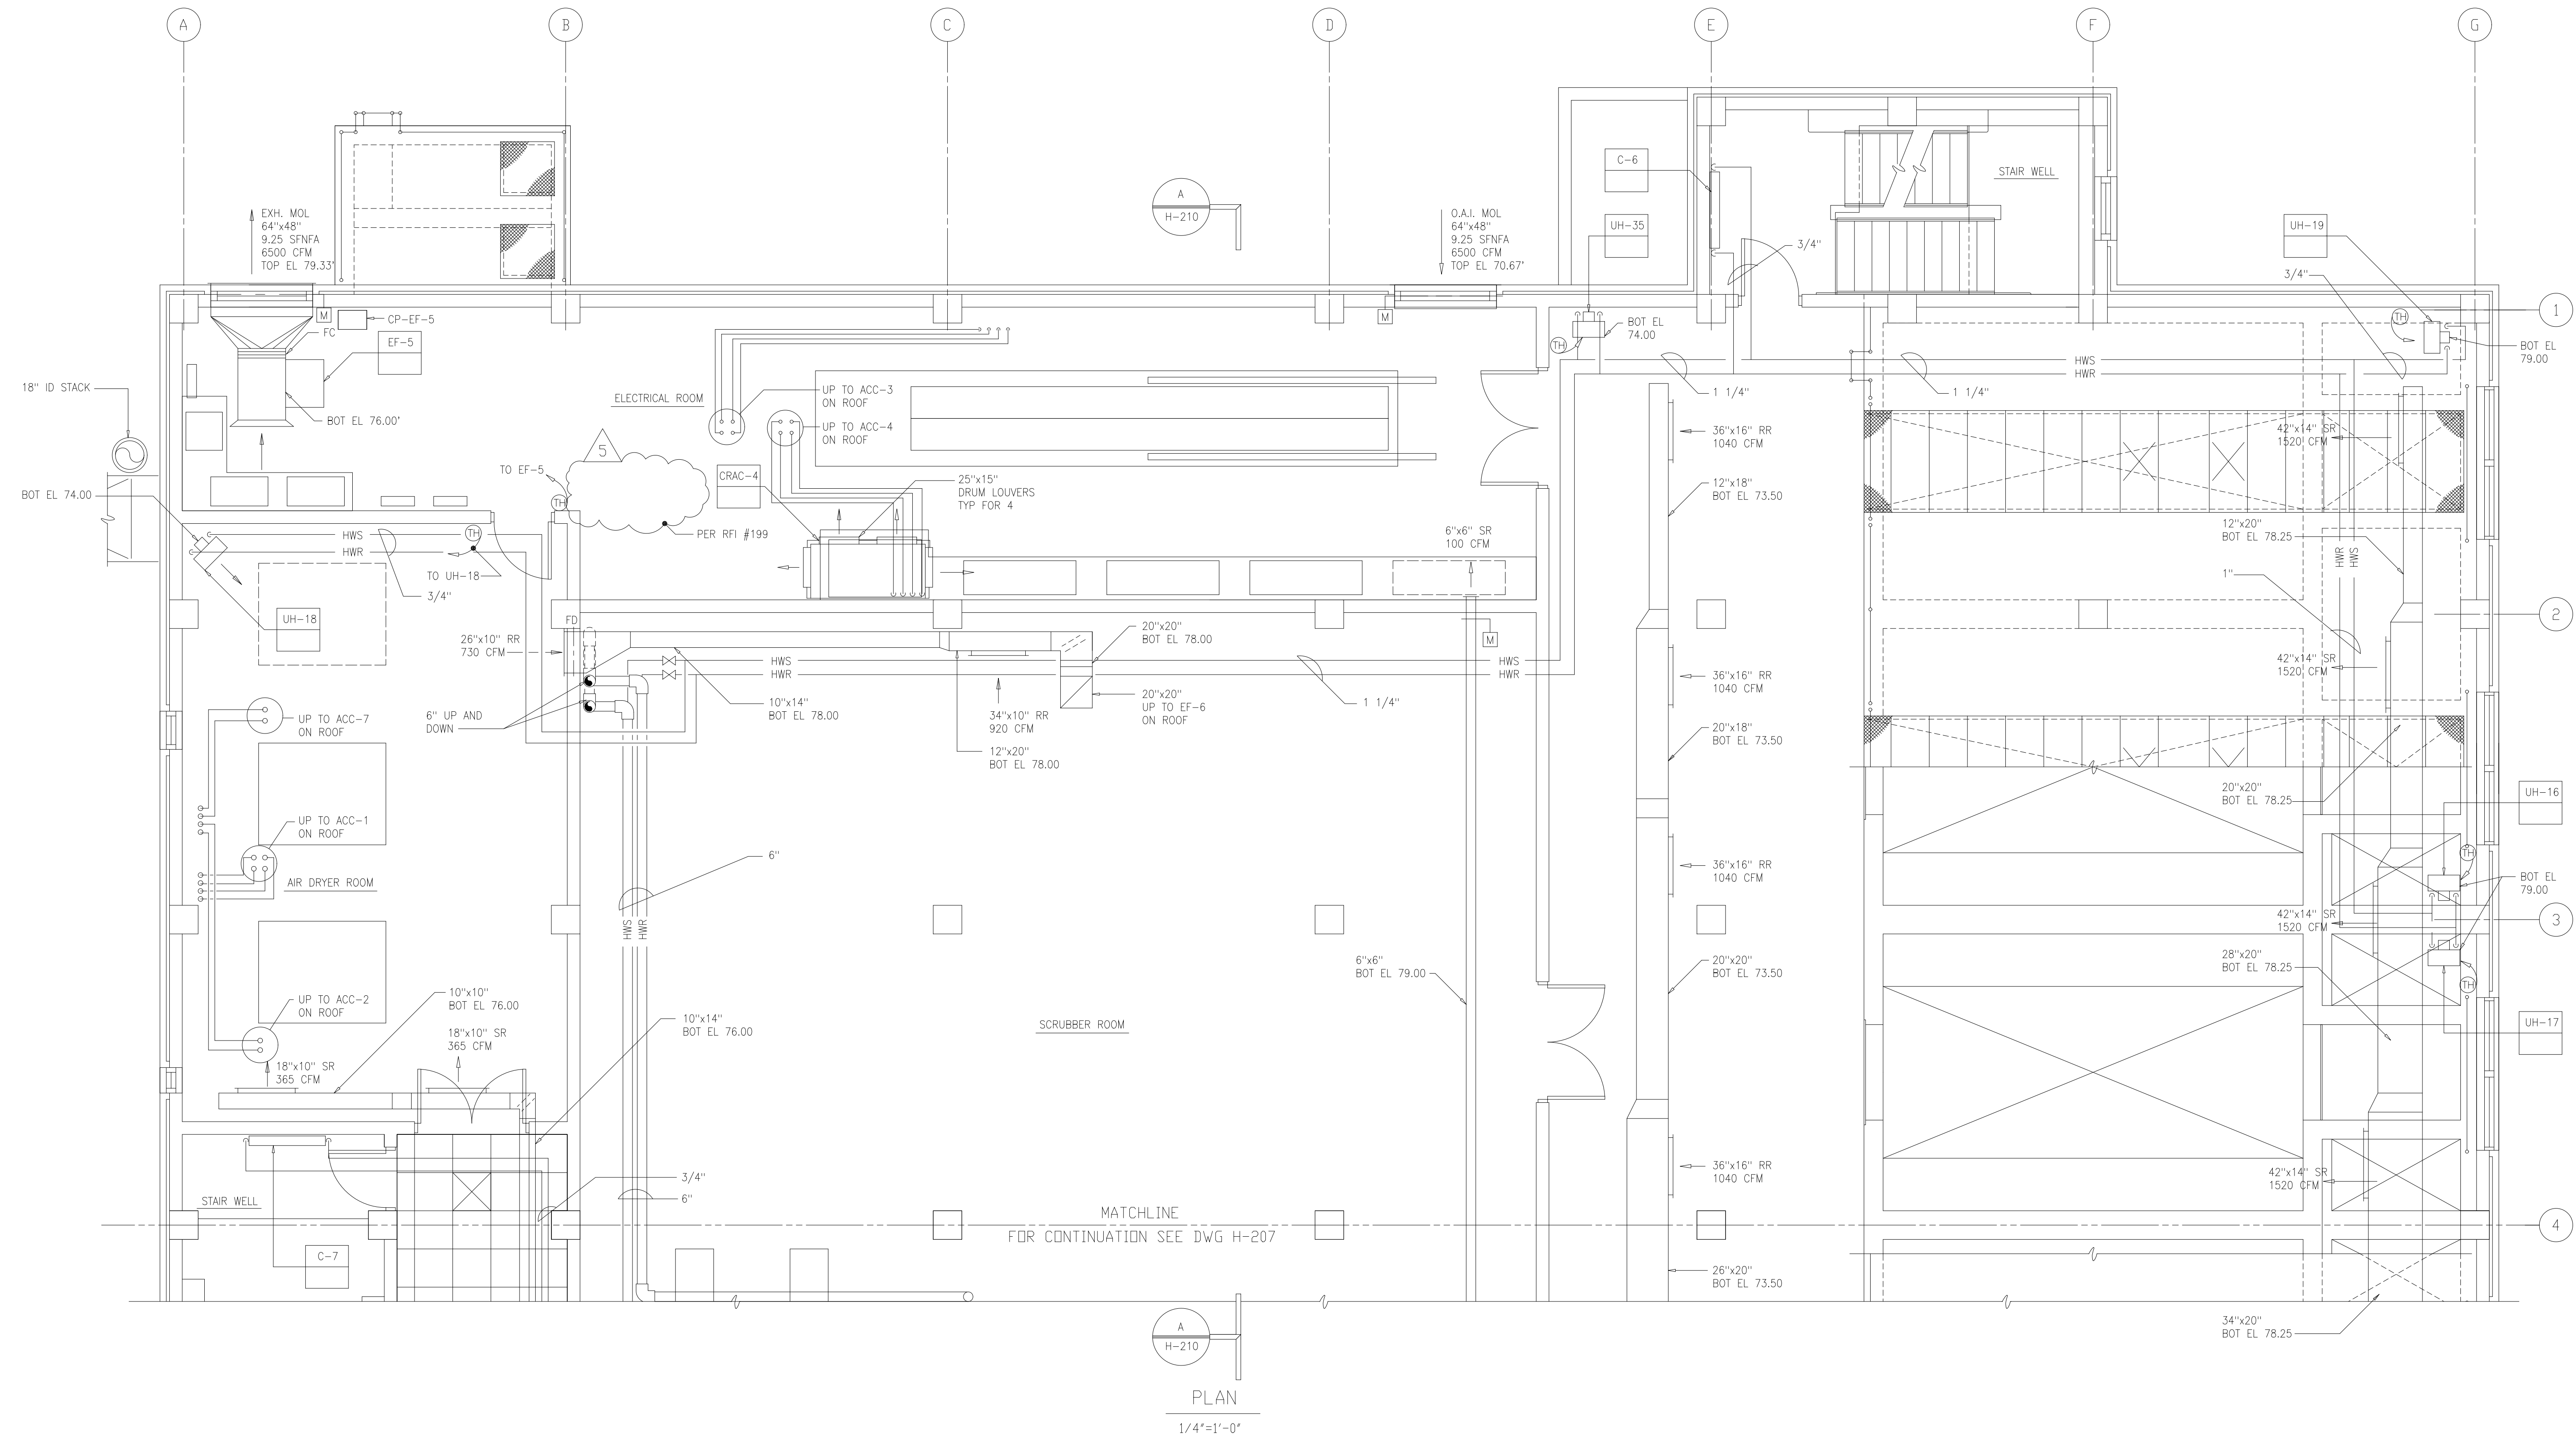 A
B
C
D
E
F
G
EXH. MOL
64"x48"
9.25 SFNFA
6500 CFM
TOP EL 79.33'
A
H-210
O.A.I. MOL
64"x48"
9.25 SFNFA
6500 CFM
TOP EL 70.67'
C-6
UH-35
3/4"
STAIR WELL
UH-19
3/4"
1
M
CP-EF-5
FC
EF-5
M
TH
BOT EL
74.00
TH
BOT EL
79.00
HWS
HWR
HWS
HWR
18" ID STACK
BOT EL 76.00'
ELECTRICAL ROOM
UP TO ACC-3
ON ROOF
UP TO ACC-4
ON ROOF
1 1/4"
1 1/4"
36"x16" RR
1040 CFM
42"x14" SR
1520 CFM
5
TO EF-5
CRAC-4
25"x15"
DRUM LOUVERS
TYP FOR 4
12"x18"
BOT EL 73.50
BOT EL 74.00
TH
PER RFI #199
6"x6" SR
100 CFM
12"x20"
BOT EL 78.25
HWS
HWR
TH
HWR
HWS
TO UH-18
3/4"
1"
UH-18
FD
26"x10" RR
730 CFM
20"x20"
BOT EL 78.00
M
2
HWS
HWR
HWS
HWR
36"x16" RR
1040 CFM
42"x14" SR
1520 CFM
UP TO ACC-7
ON ROOF
6" UP AND
DOWN
10"x14"
BOT EL 78.00
34"x10" RR
920 CFM
20"x20"
UP TO EF-6
ON ROOF
1 1/4"
20"x18"
BOT EL 73.50
12"x20"
BOT EL 78.00
20"x20"
BOT EL 78.25
UH-16
UP TO ACC-1
ON ROOF
6"
36"x16" RR
1040 CFM
TH
BOT EL
79.00
AIR DRYER ROOM
HWS
HWR
42"x14" SR
1520 CFM
3
6"x6"
BOT EL 79.00
20"x20"
BOT EL 73.50
28"x20"
BOT EL 78.25
TH
UP TO ACC-2
ON ROOF
10"x10"
BOT EL 76.00
10"x14"
BOT EL 76.00
SCRUBBER ROOM
UH-17
18"x10" SR
365 CFM
18"x10" SR
365 CFM
36"x16" RR
1040 CFM
42"x14" SR
1520 CFM
3/4"
6"
STAIR WELL
MATCHLINE
FOR CONTINUATION SEE DWG H-207
4
C-7
26"x20"
BOT EL 73.50
34"x20"
BOT EL 78.25
A
H-210
PLAN
1/4"=1'-0"